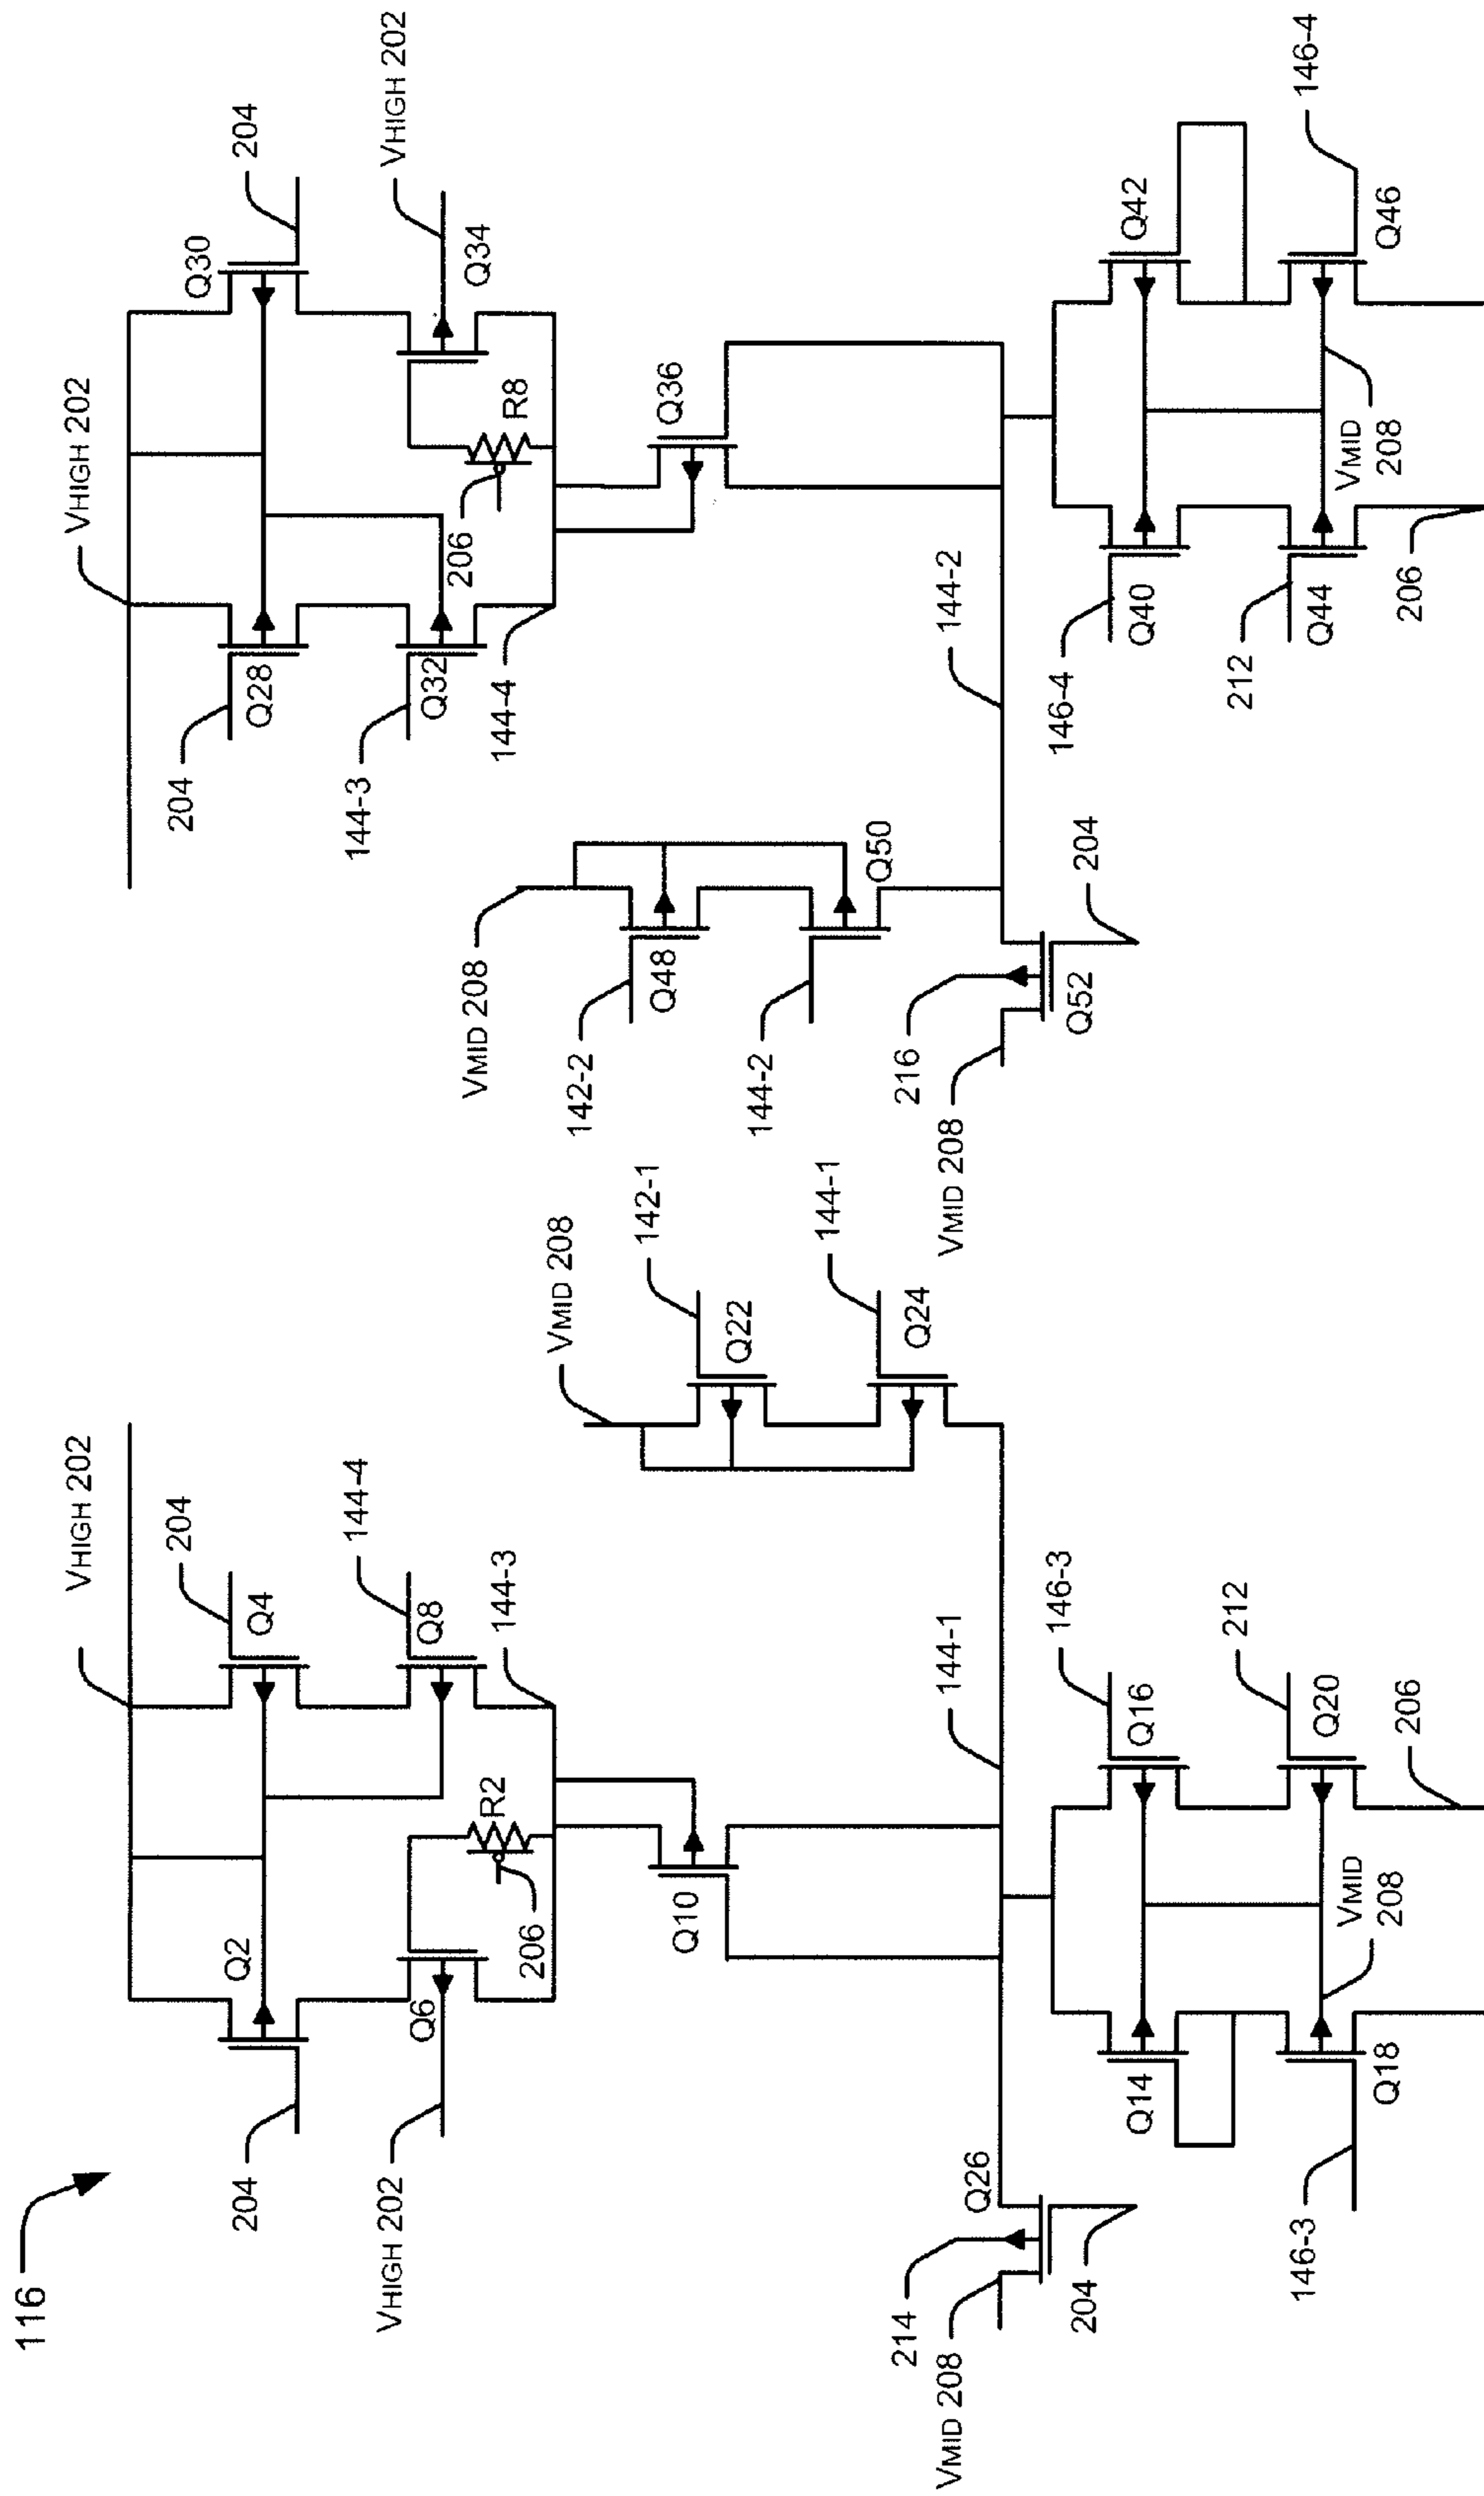 116
VHIGH 202
VHIGH 202
204
204
204
204
Q2
Q4
Q28
Q30
VHIGH 202
144-4
144-3
VHIGH 202
Q6
Q8
Q32
Q34
R2
R8
206
206
144-3
144-4
VMID 208
VMID 208
142-1
142-2
Q10
Q22
Q48
Q36
144-1
144-2
Q24
Q50
214
216
VMID 208
VMID 208
Q26
Q52
144-1
144-2
204
204
146-3
146-4
Q14
Q16
Q40
Q42
212
212
146-3
146-4
Q18
Q20
Q44
Q46
VMID
208
VMID
208
206
206